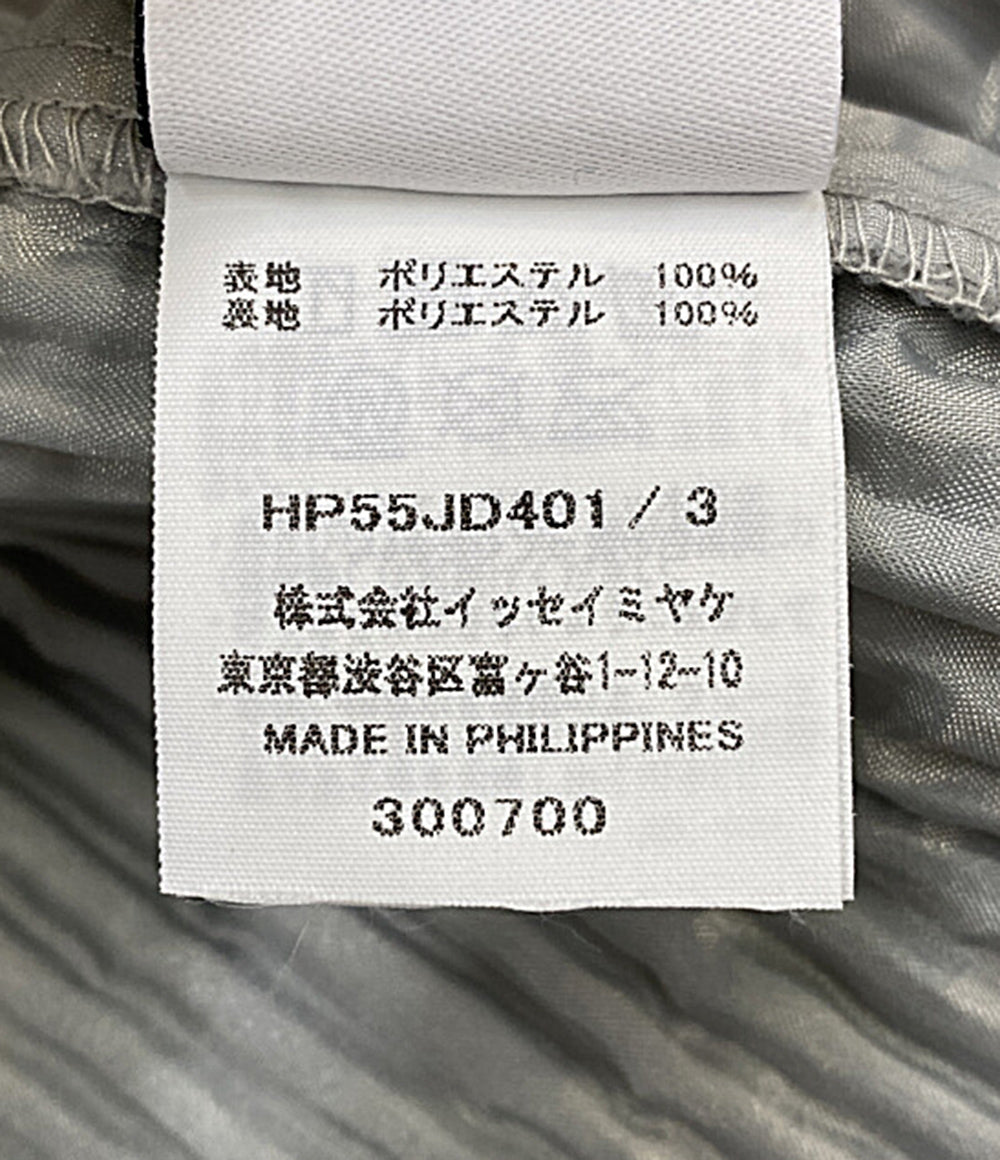 表地 ポリエステル 100%
裏地 ポリエステル 100%
HP55JD401 / 3
株式会社イッセイミヤケ
東京都渋谷区富ヶ谷1-12-10
MADE IN PHILIPPINES
300700